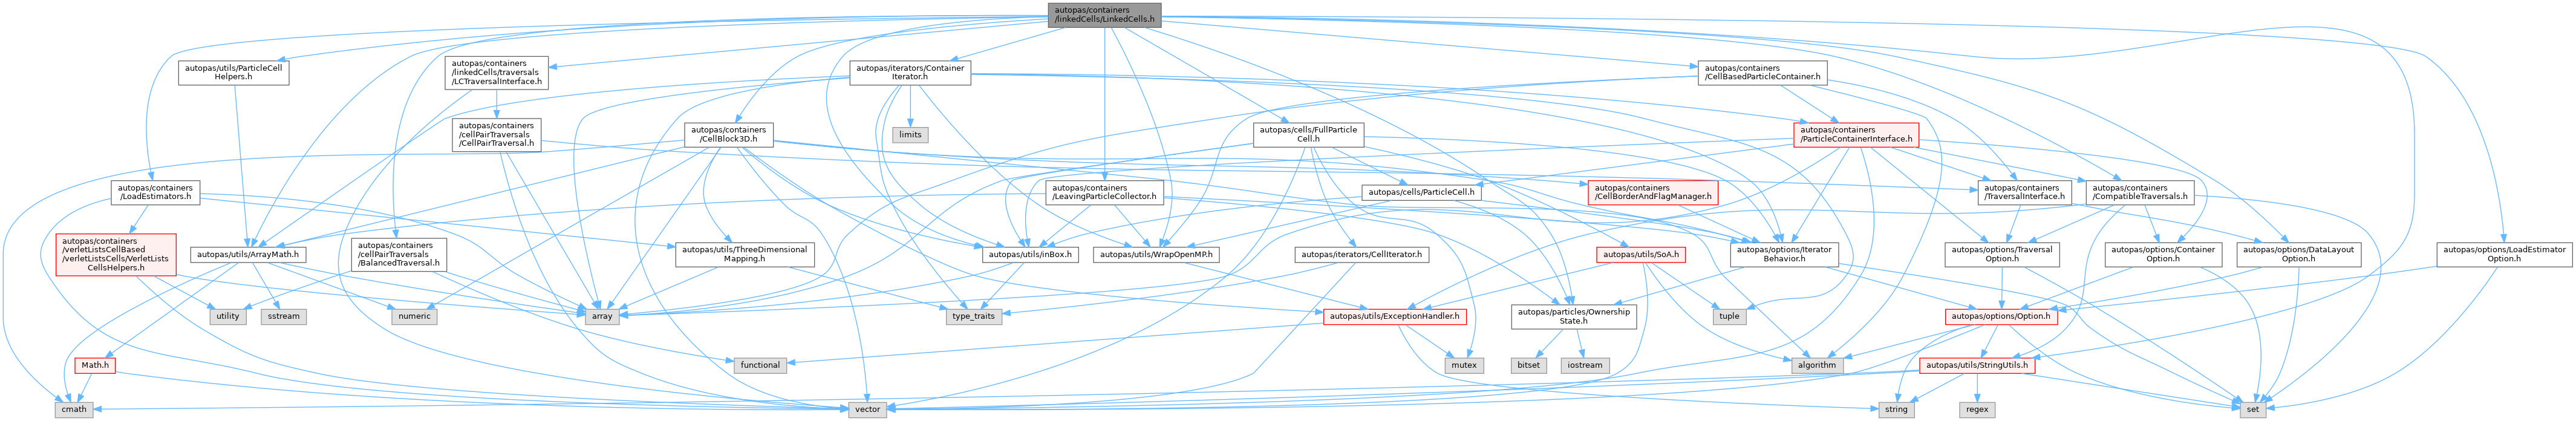 autopas/containers
/linkedCells/LinkedCells.h
autopas/utils/ParticleCell
Helpers.h
autopas/containers
/linkedCells/traversals
/LCTraversalInterface.h
autopas/iterators/Container
Iterator.h
autopas/containers
/CellBasedParticleContainer.h
autopas/containers
/cellPairTraversals
/CellPairTraversal.h
autopas/containers
/CellBlock3D.h
limits
autopas/cells/FullParticle
Cell.h
autopas/containers
/ParticleContainerInterface.h
autopas/containers
/LoadEstimators.h
autopas/containers
/LeavingParticleCollector.h
autopas/cells/ParticleCell.h
autopas/containers
/CellBorderAndFlagManager.h
autopas/containers
/TraversalInterface.h
autopas/containers
/CompatibleTraversals.h
autopas/containers
/verletListsCellBased
/verletListsCells/VerletLists
CellsHelpers.h
autopas/utils/ArrayMath.h
autopas/containers
/cellPairTraversals
/BalancedTraversal.h
autopas/utils/ThreeDimensional
Mapping.h
autopas/utils/inBox.h
autopas/utils/WrapOpenMP.h
autopas/iterators/CellIterator.h
autopas/utils/SoA.h
autopas/options/Iterator
Behavior.h
autopas/options/Traversal
Option.h
autopas/options/Container
Option.h
autopas/options/DataLayout
Option.h
autopas/options/LoadEstimator
Option.h
utility
sstream
numeric
array
type_traits
autopas/utils/ExceptionHandler.h
autopas/particles/Ownership
State.h
tuple
autopas/options/Option.h
Math.h
functional
mutex
bitset
iostream
algorithm
autopas/utils/StringUtils.h
cmath
vector
string
regex
set